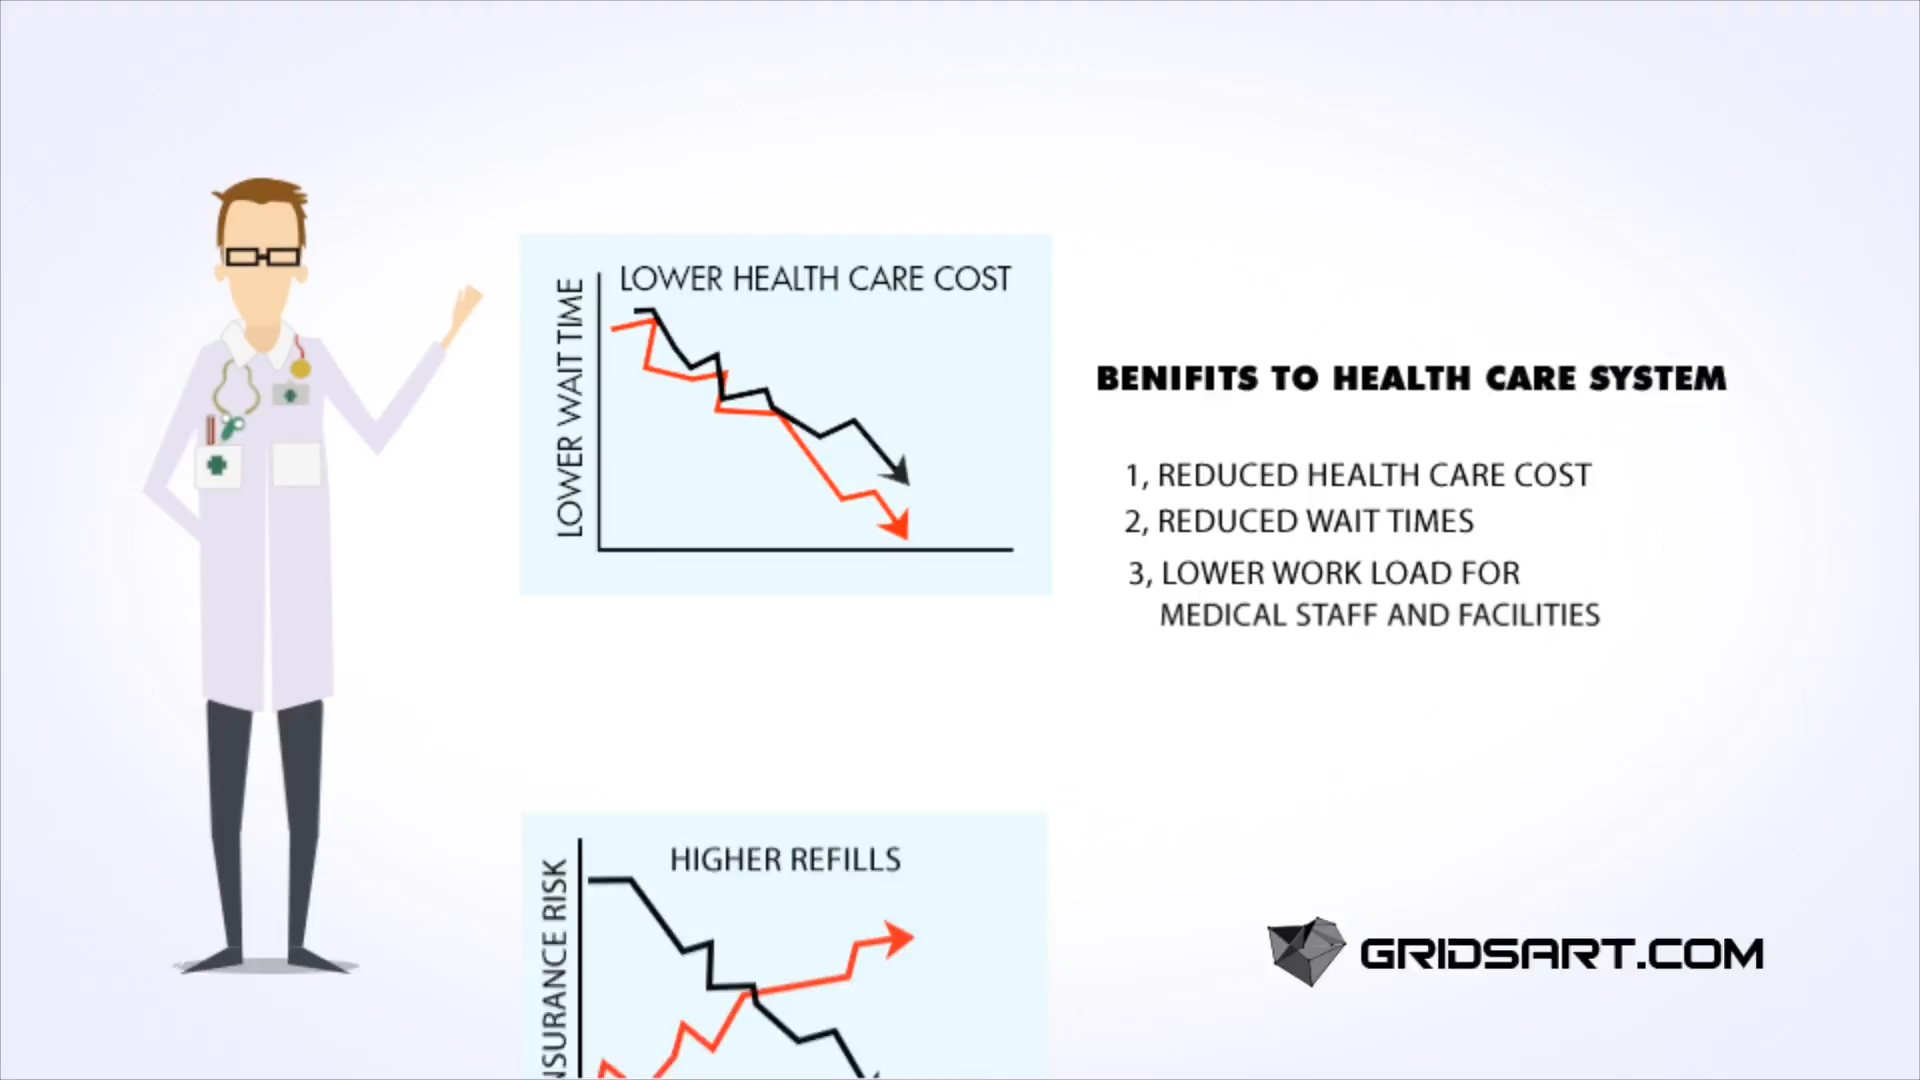 LOWER HEALTH CARE COST
LOWER WAIT TIME
BENIFITS TO HEALTH CARE SYSTEM
1, REDUCED HEALTH CARE COST
2, REDUCED WAIT TIMES
3, LOWER WORK LOAD FOR
MEDICAL STAFF AND FACILITIES
HIGHER REFILLS
NSURANCE RISK
GRIDSART.COM